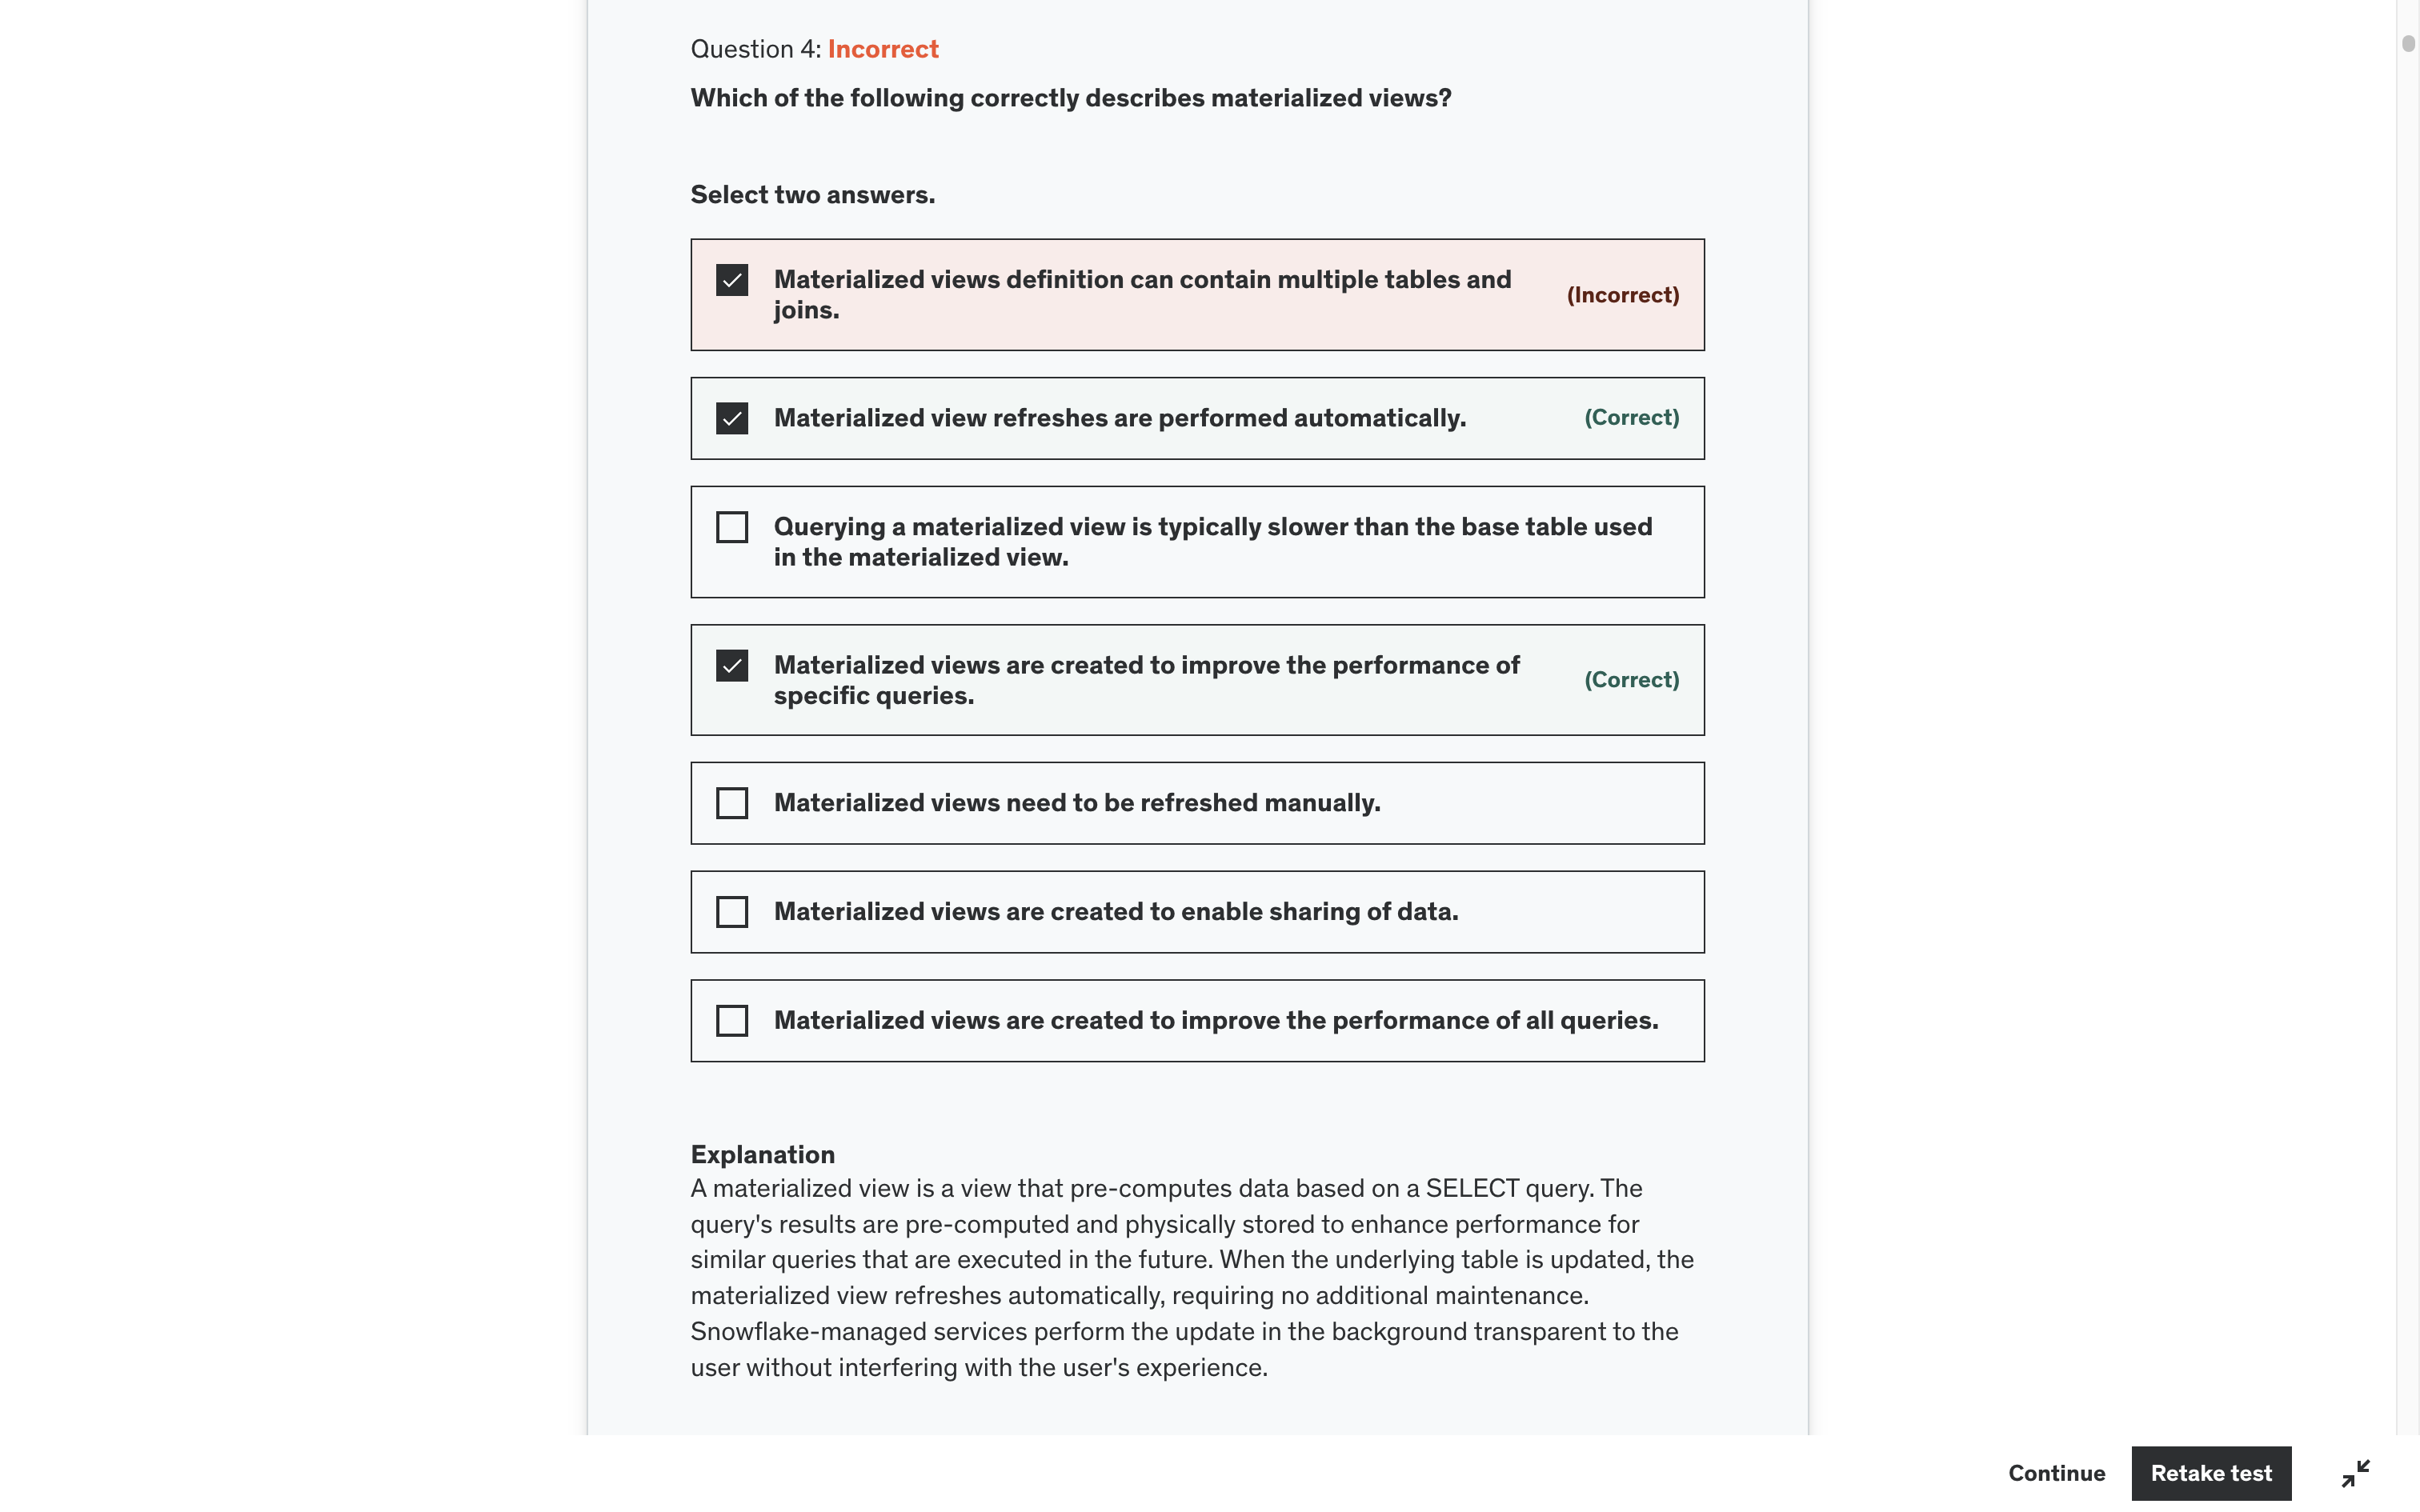 Question 4: Incorrect
Which of the following correctly describes materialized views?
Select two answers.
Materialized views definition can contain multiple tables and
joins.
(Incorrect)
Materialized view refreshes are performed automatically.
(Correct)
Querying a materialized view is typically slower than the base table used
in the materialized view.
Materialized views are created to improve the performance of
specific queries.
(Correct)
Materialized views need to be refreshed manually.
Materialized views are created to enable sharing of data.
Materialized views are created to improve the performance of all queries.
Explanation
A materialized view is a view that pre-computes data based on a SELECT query. The
query's results are pre-computed and physically stored to enhance performance for
similar queries that are executed in the future. When the underlying table is updated, the
materialized view refreshes automatically, requiring no additional maintenance.
Snowflake-managed services perform the update in the background transparent to the
user without interfering with the user's experience.
Continue
Retake test